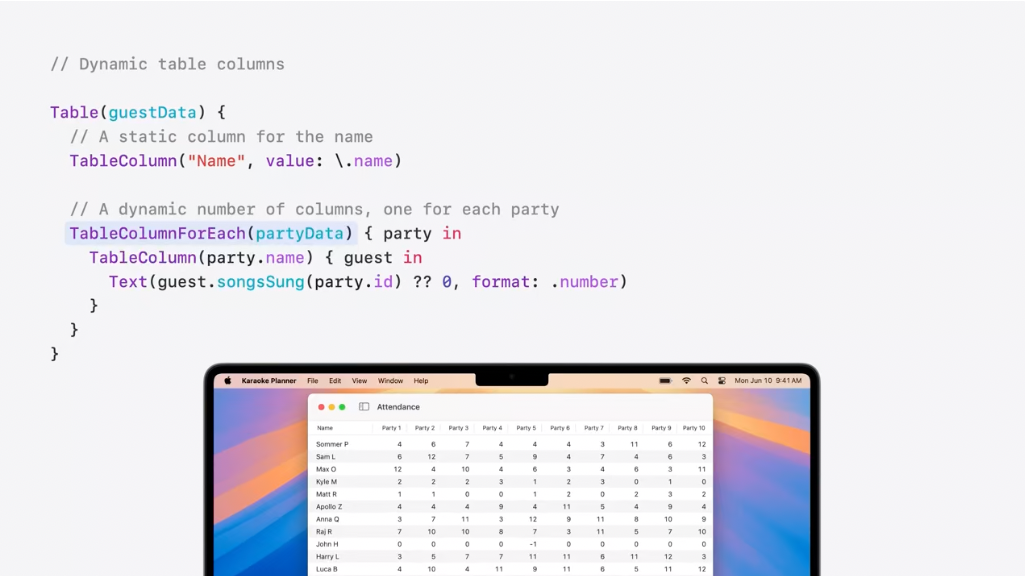 // Dynamic table columns
Table(guestData) {
// A static column for the name
TableColumn("Name", value: \.name)
// A dynamic number of columns, one for each party
TableColumnForEach(partyData) { party in
TableColumn(party.name) { guest in
Text(guest.songsSung(party.id) ?? 0, format: .number)
}
}
}
Karaoke Planner File Edit View Window Help Mon Jun 10 9:41 AM
Attendance
Name Party 1 Party 2 Party 3 Party 4 Party 5 Party 6 Party 7 Party 8 Party 9 Party 10
Sommer P 4 6 7 4 4 4 3 11 6 12
Sam L 6 12 7 5 9 4 7 4 6 3
Max O 12 4 10 4 6 3 4 6 3 11
Kyle M 2 2 2 3 1 2 3 0 1 0
Matt R 1 1 0 0 1 2 0 2 3 2
Apollo Z 4 4 4 9 4 11 5 4 9 4
Anna Q 3 7 11 3 12 9 11 8 10 9
Raj R 7 10 10 8 7 3 11 5 7 10
John H 0 0 0 0 -1 0 0 0 0 0
Harry L 3 5 7 7 11 11 6 11 12 3
Luca B 4 10 4 11 9 11 6 5 11 12